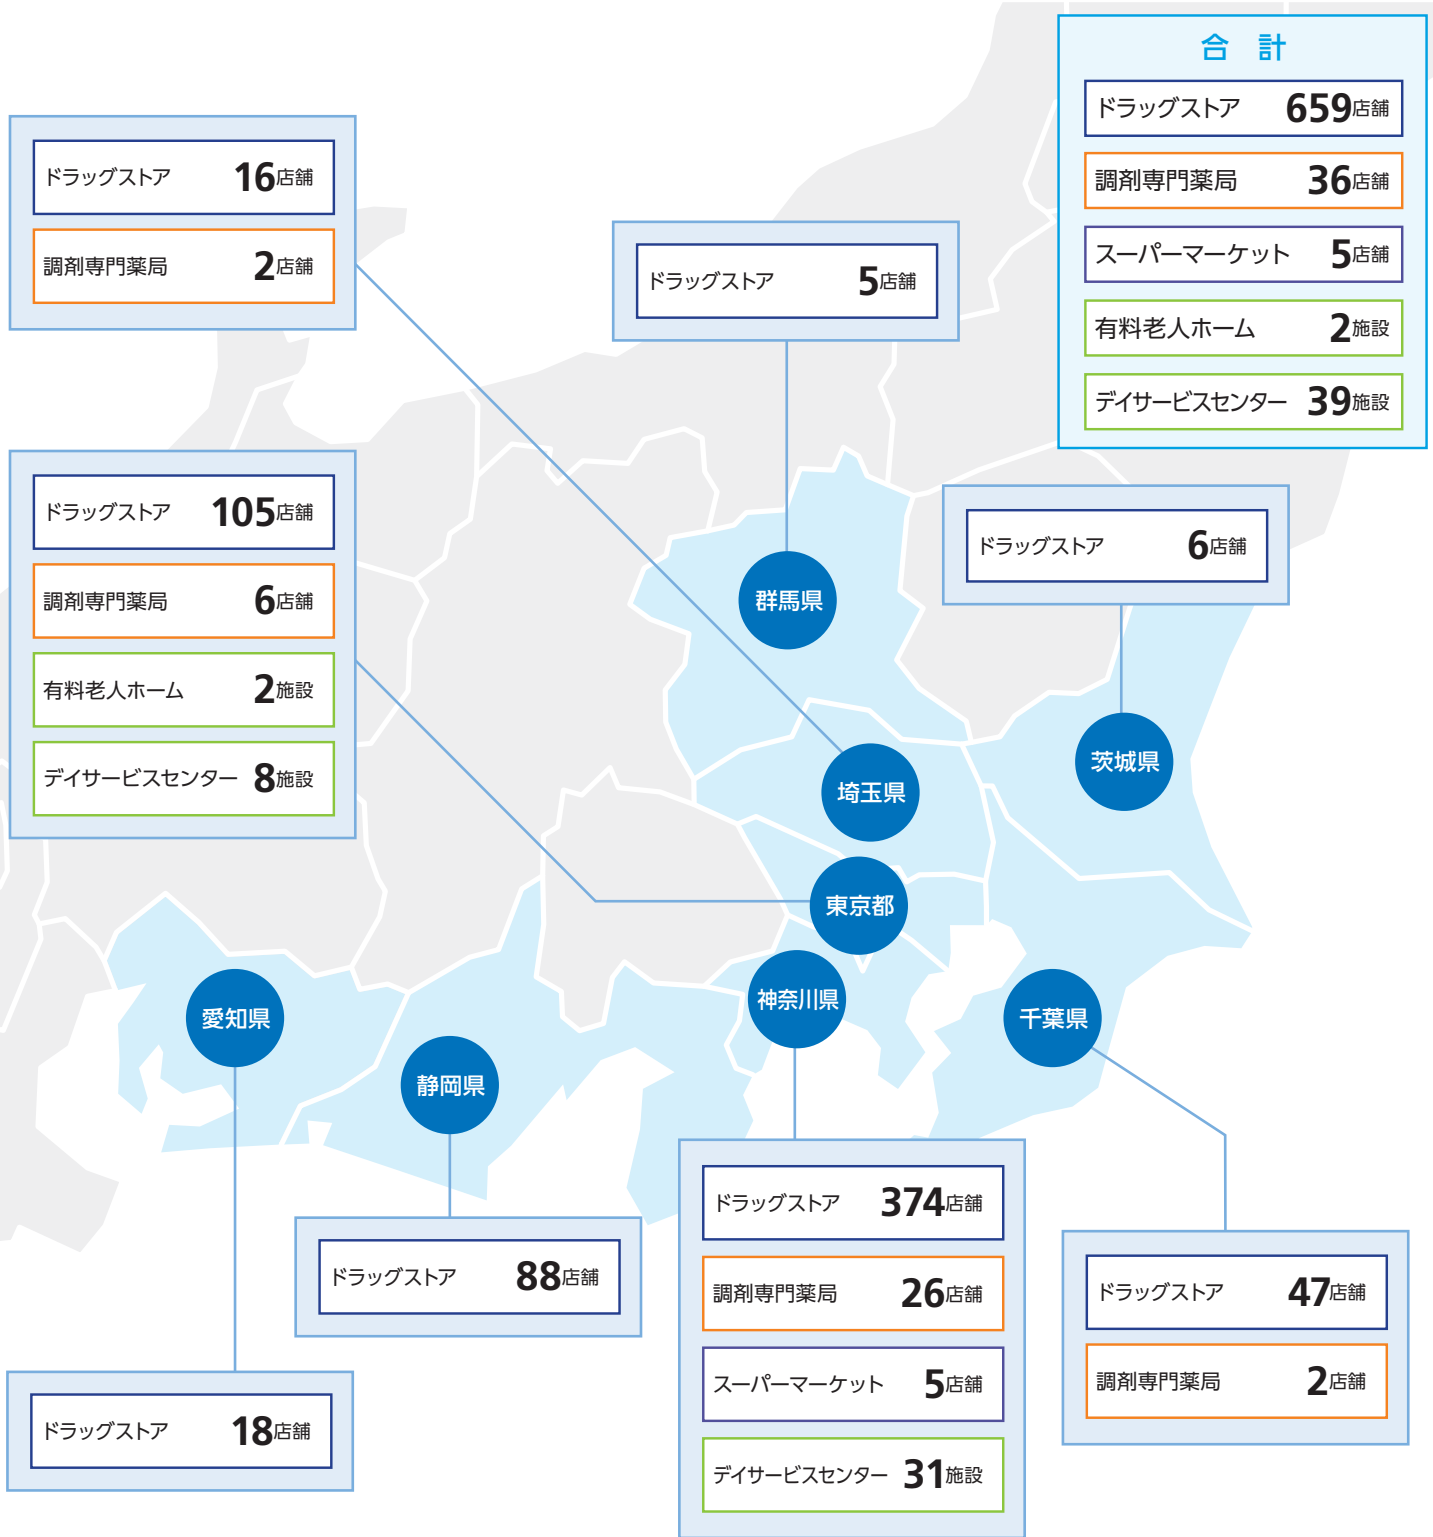 合 計
ドラッグストア 659店舗
調剤専門薬局 36店舗
スーパーマーケット 5店舗
有料老人ホーム 2施設
デイサービスセンター 39施設
ドラッグストア 16店舗
調剤専門薬局 2店舗
ドラッグストア 5店舗
ドラッグストア 105店舗
調剤専門薬局 6店舗
有料老人ホーム 2施設
デイサービスセンター 8施設
ドラッグストア 6店舗
群馬県
茨城県
埼玉県
東京都
神奈川県
千葉県
愛知県
静岡県
ドラッグストア 88店舗
ドラッグストア 18店舗
ドラッグストア 374店舗
調剤専門薬局 26店舗
スーパーマーケット 5店舗
デイサービスセンター 31施設
ドラッグストア 47店舗
調剤専門薬局 2店舗